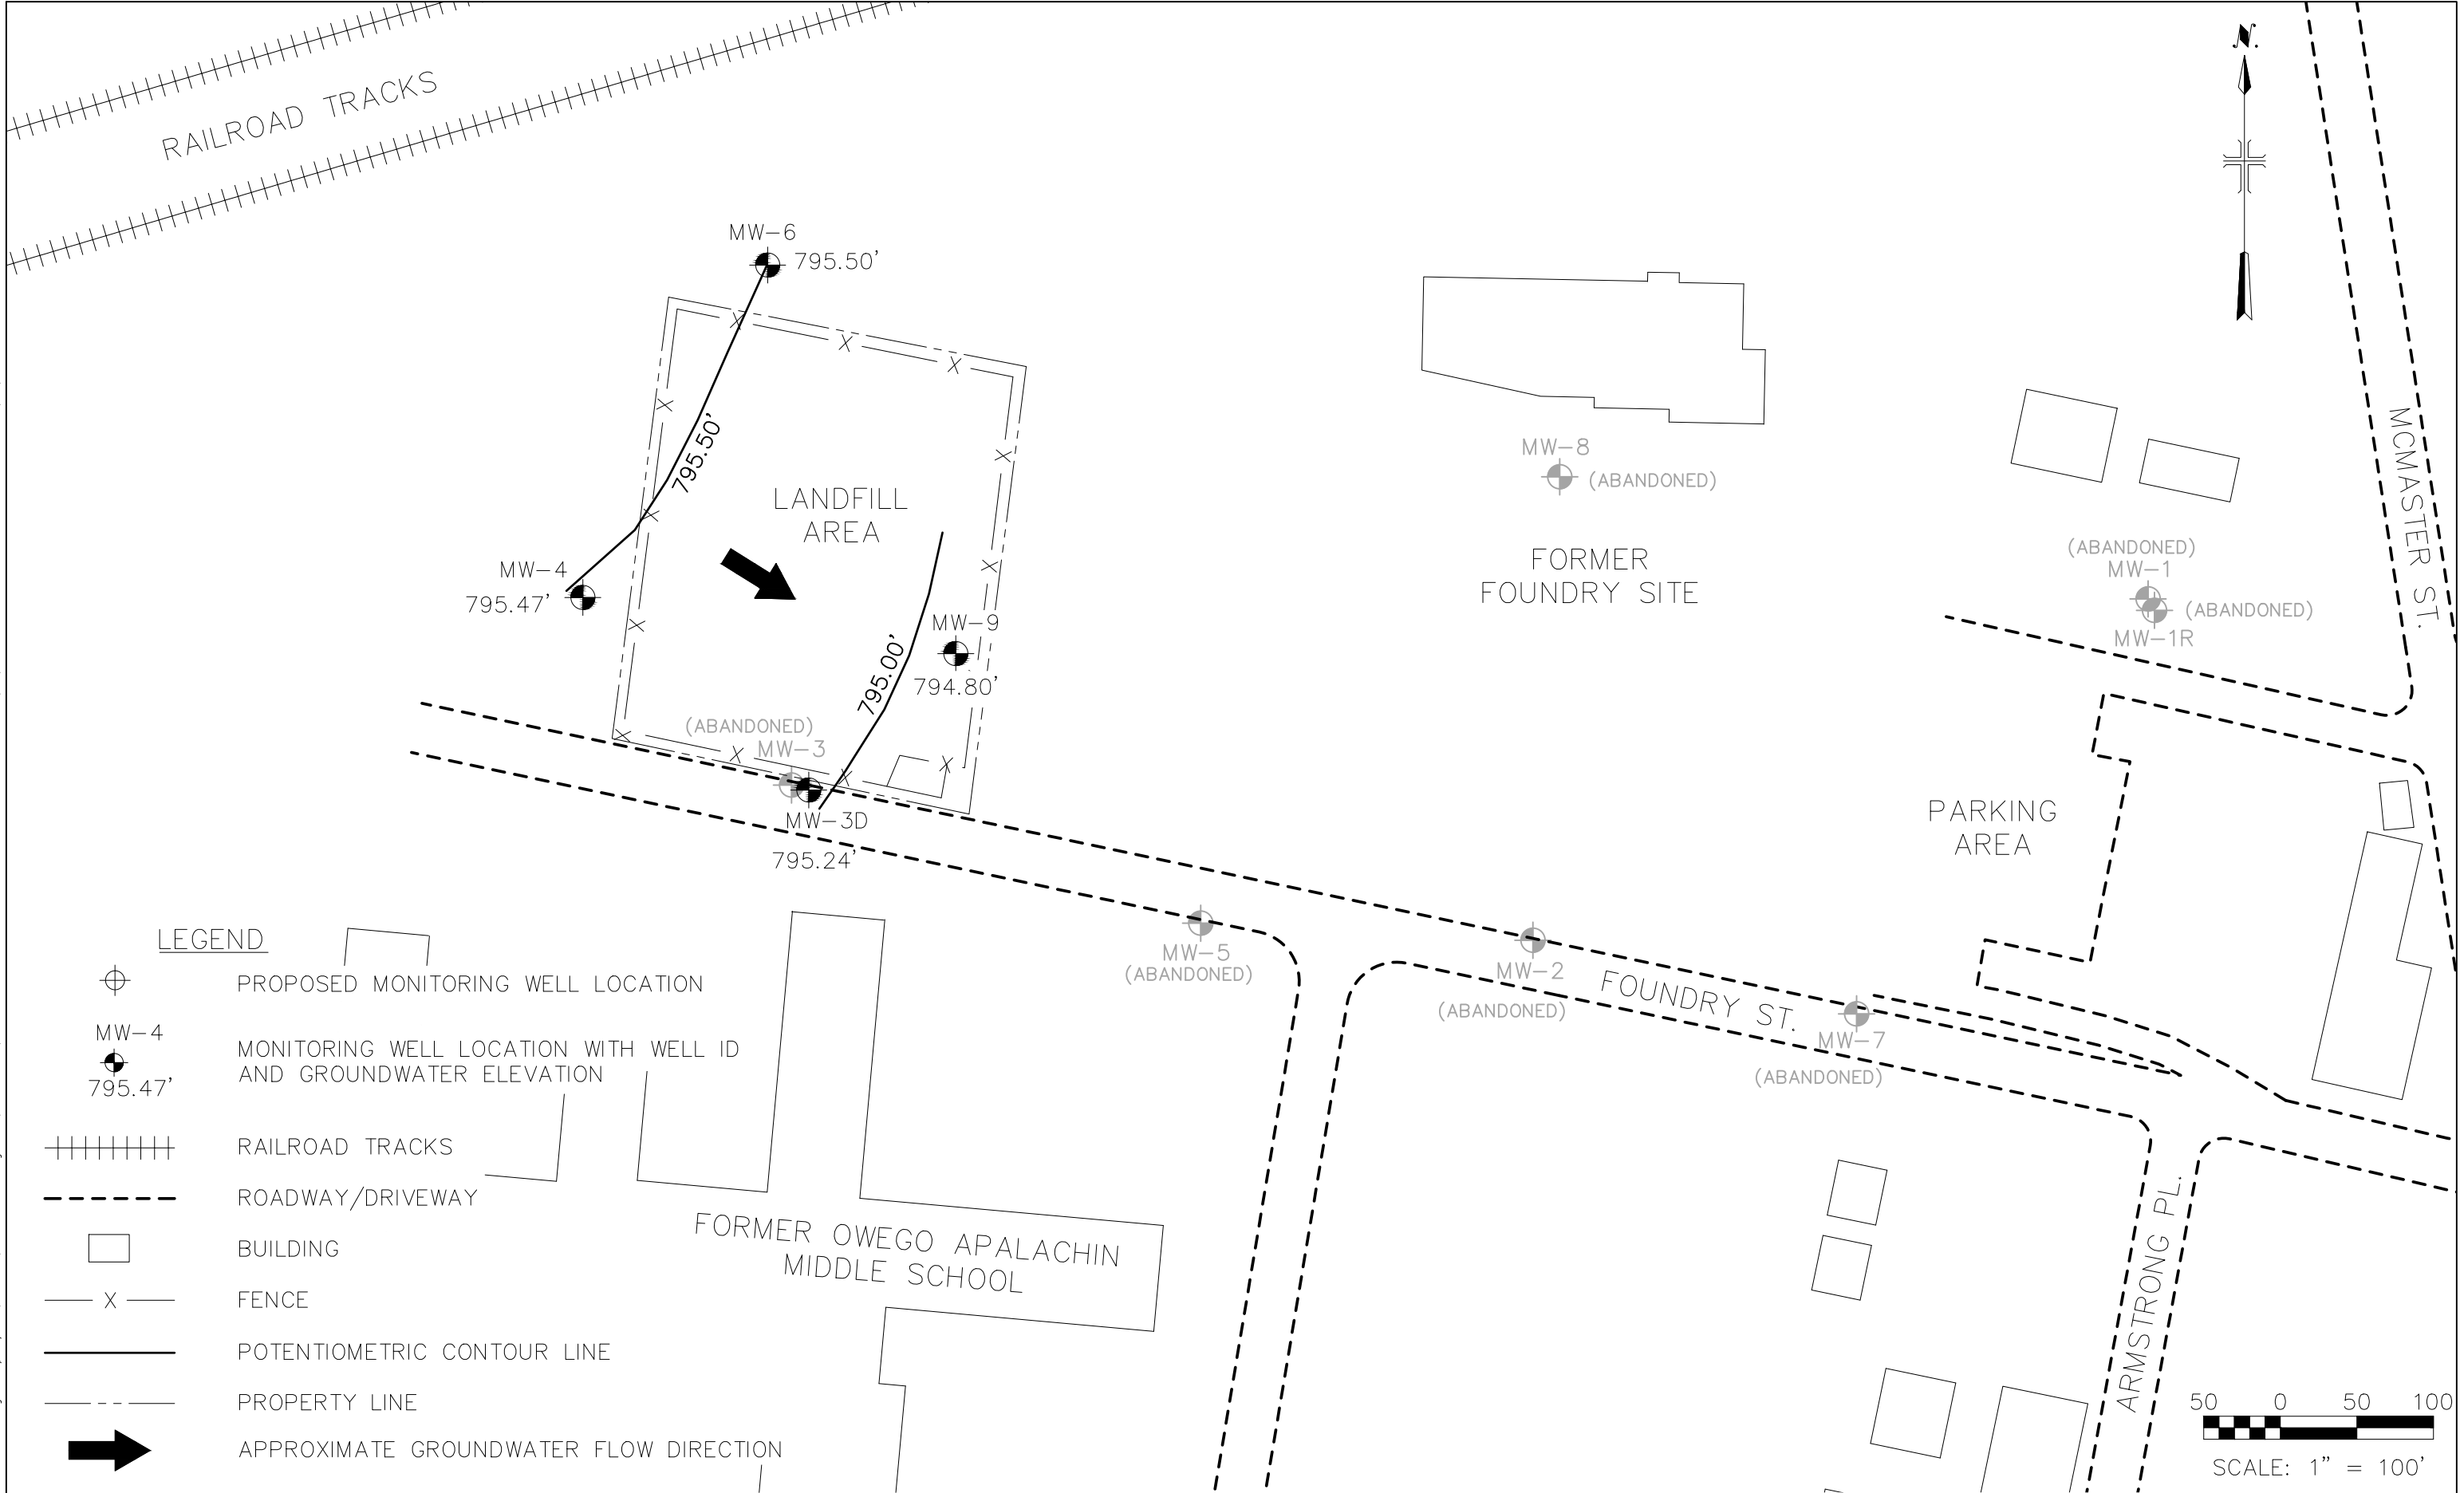 N.
RAILROAD TRACKS
MW-6
795.50'
795.50'
LANDFILL
AREA
MW-4
795.47'
MW-9
794.80'
795.00'
(ABANDONED)
MW-3
MW-3D
795.24'
MW-8
(ABANDONED)
FORMER
FOUNDRY SITE
(ABANDONED)
MW-1
(ABANDONED)
MW-1R
MCMASTER ST.
PARKING
AREA
MW-5
(ABANDONED)
MW-2
(ABANDONED)
FOUNDRY ST.
MW-7
(ABANDONED)
ARMSTRONG PL.
FORMER OWEGO APALACHIN
MIDDLE SCHOOL
LEGEND
PROPOSED MONITORING WELL LOCATION
MW-4
795.47'
MONITORING WELL LOCATION WITH WELL ID
AND GROUNDWATER ELEVATION
RAILROAD TRACKS
ROADWAY/DRIVEWAY
BUILDING
X
FENCE
POTENTIOMETRIC CONTOUR LINE
PROPERTY LINE
APPROXIMATE GROUNDWATER FLOW DIRECTION
50 0 50 100
SCALE: 1" = 100'